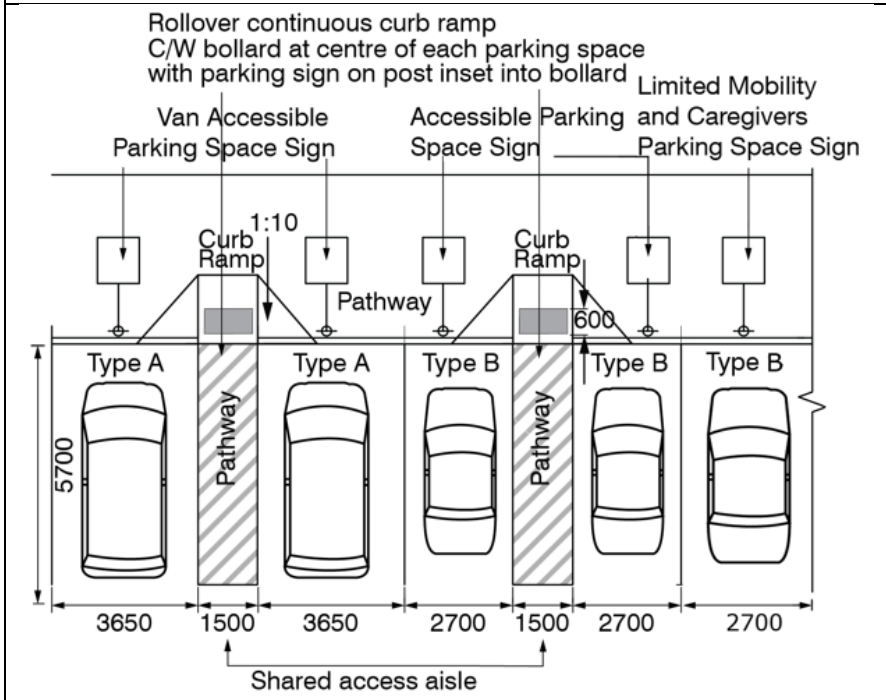 Rollover continuous curb ramp
C/W bollard at centre of each parking space
with parking sign on post inset into bollard
Van Accessible
Parking Space Sign
Accessible Parking
Space Sign
Limited Mobility
and Caregivers
Parking Space Sign
1:10
Curb
Ramp
Curb
Ramp
Pathway
600
Type A
Type A
Type B
Type B
Type B
5700
Pathway
Pathway
3650
1500
3650
2700
1500
2700
2700
Shared access aisle